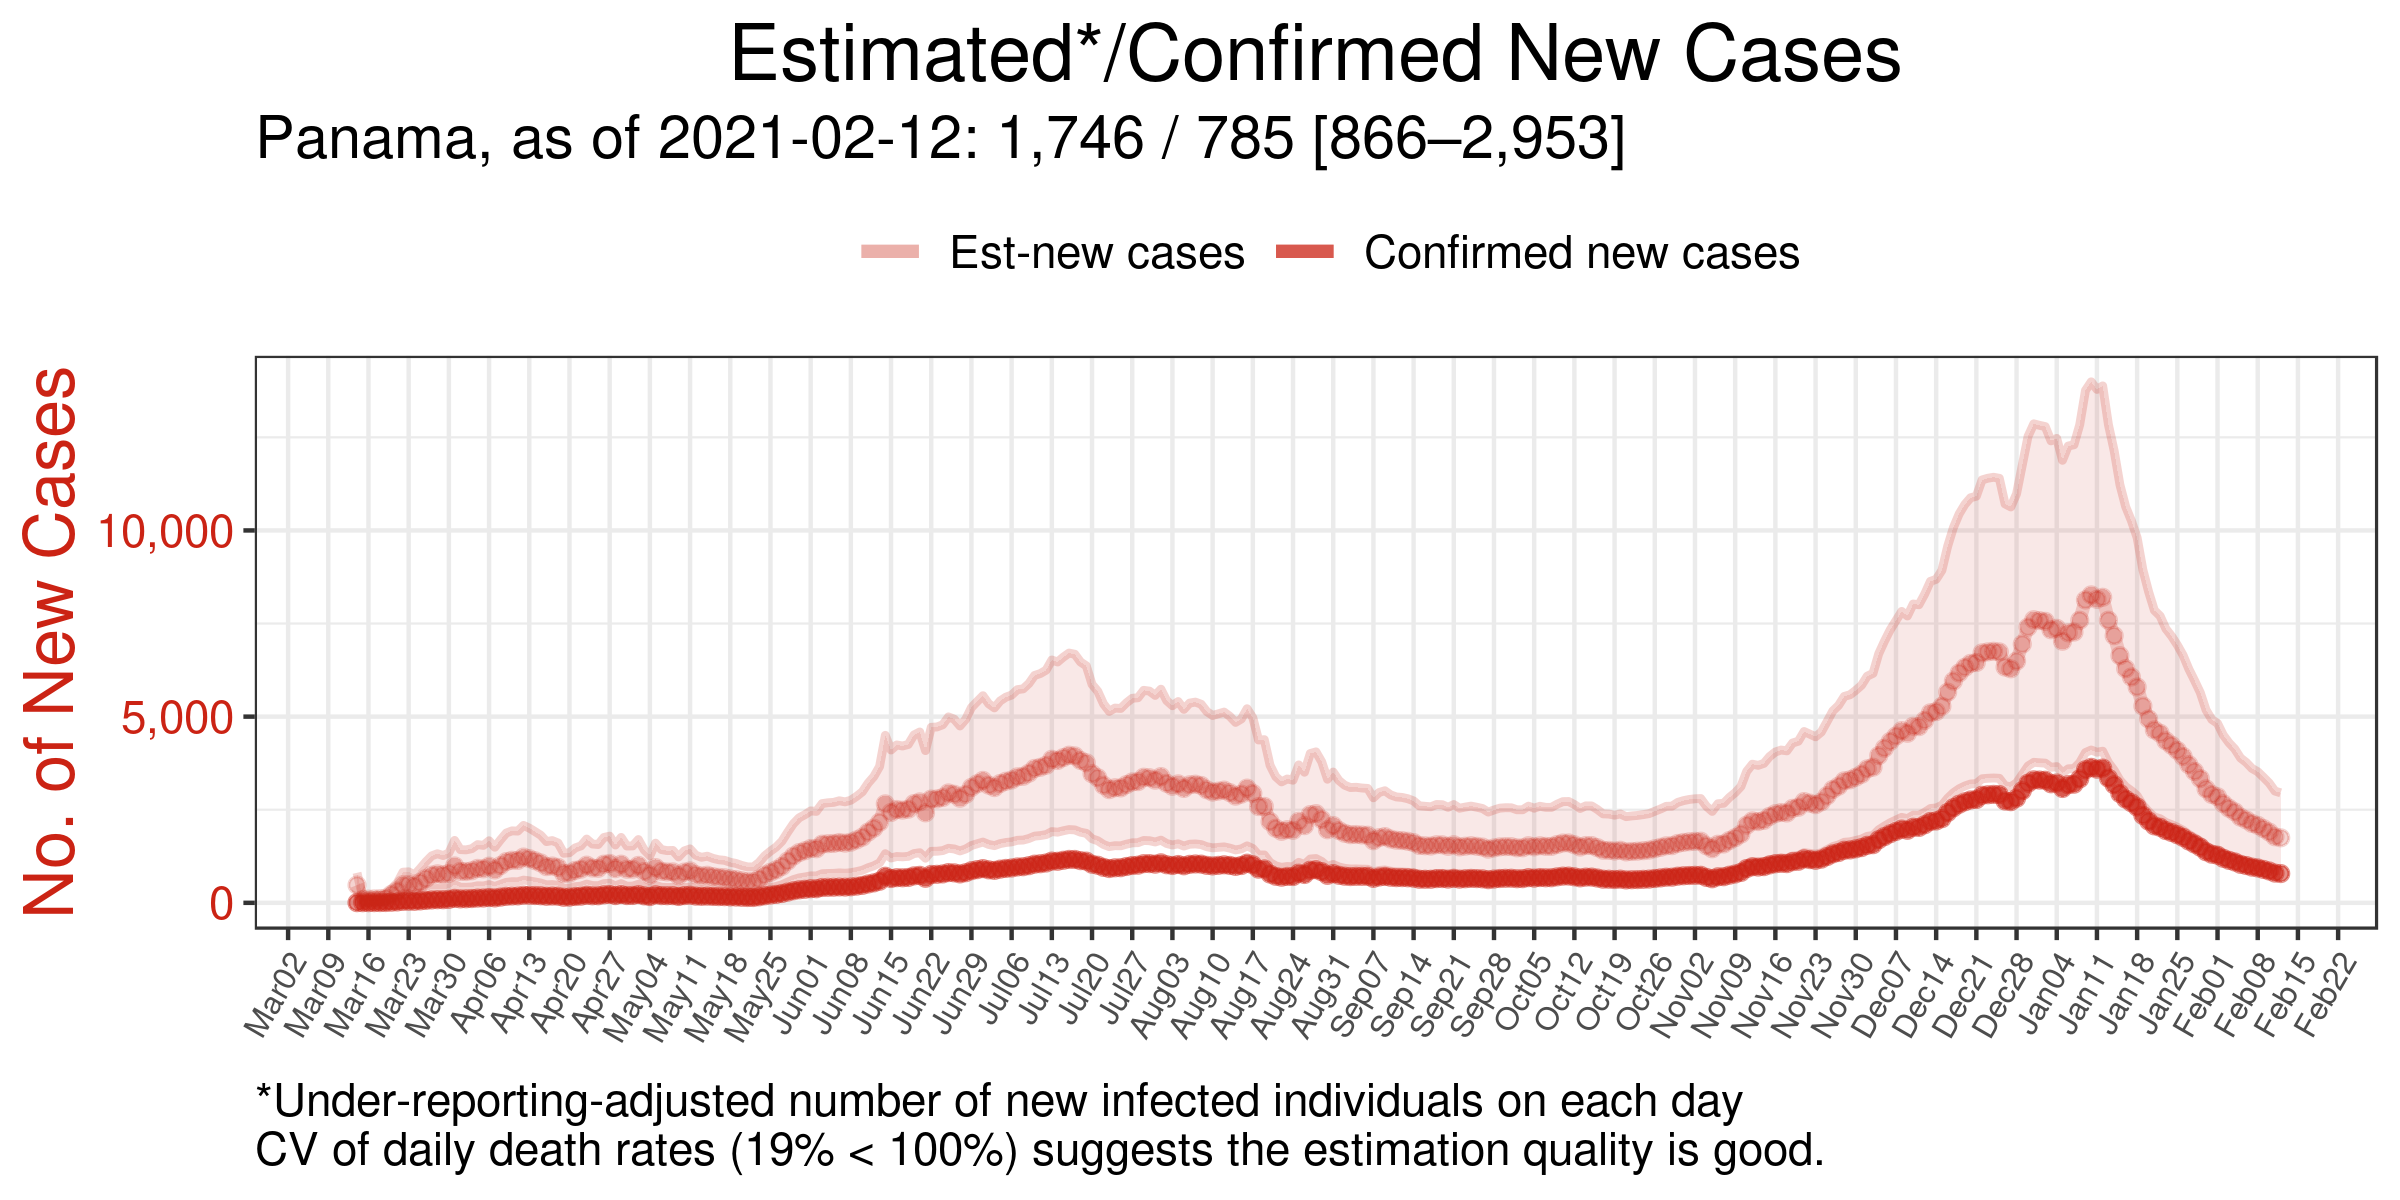 Estimated*/Confirmed New Cases
Panama, as of 2021-02-12: 1,746 / 785 [866–2,953]
Est-new cases Confirmed new cases
No. of New Cases
10,000
5,000
0
Mar02 Mar09 Mar16 Mar23 Mar30 Apr06 Apr13 Apr20 Apr27 May04 May11 May18 May25 Jun01 Jun08 Jun15 Jun22 Jun29 Jul06 Jul13 Jul20 Jul27 Aug03 Aug10 Aug17 Aug24 Aug31 Sep07 Sep14 Sep21 Sep28 Oct05 Oct12 Oct19 Oct26 Nov02 Nov09 Nov16 Nov23 Nov30 Dec07 Dec14 Dec21 Dec28 Jan04 Jan11 Jan18 Jan25 Feb01 Feb08 Feb15 Feb22
*Under-reporting-adjusted number of new infected individuals on each day
CV of daily death rates (19% < 100%) suggests the estimation quality is good.